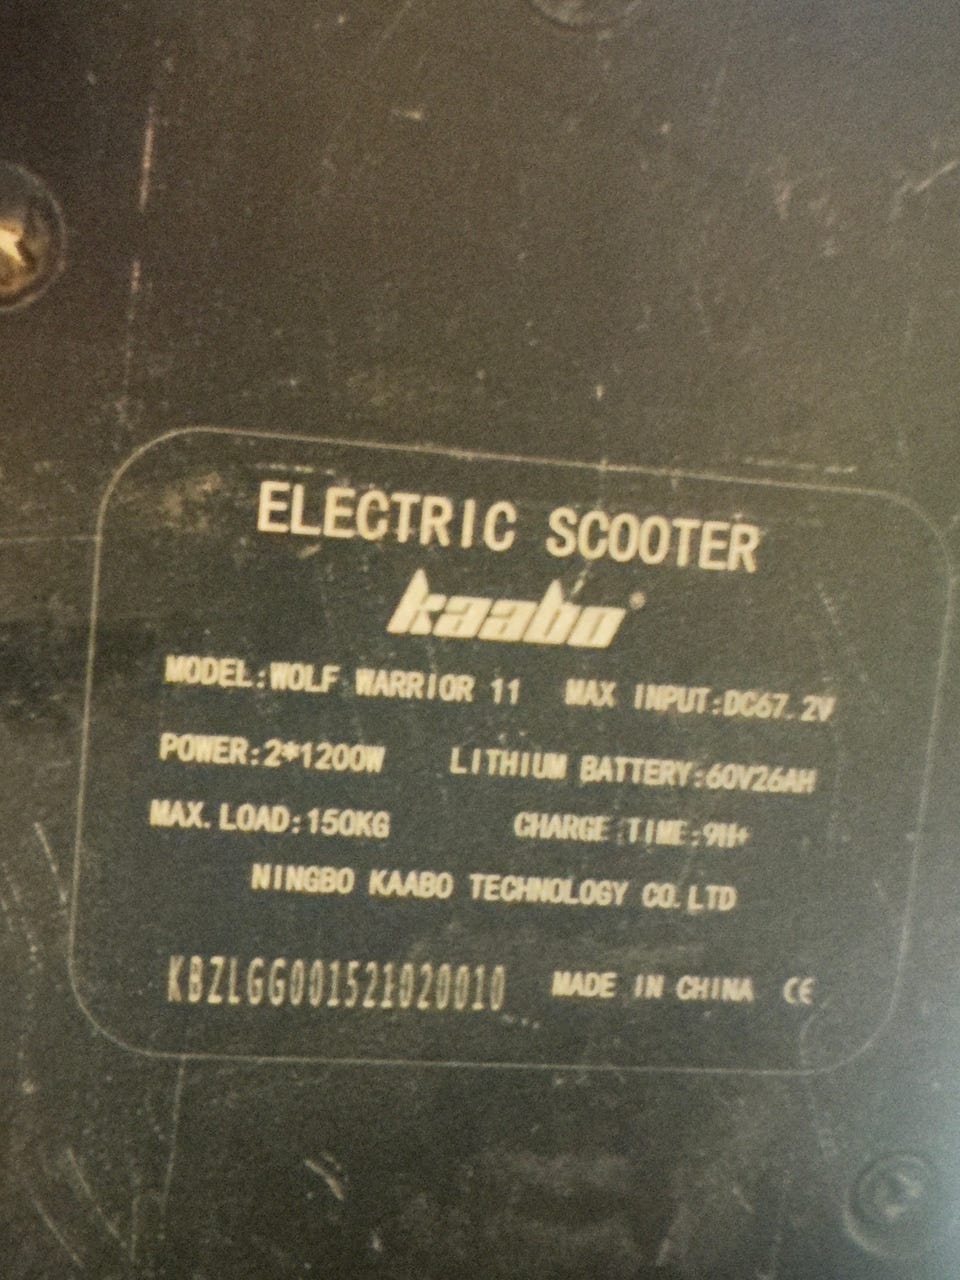 ELECTRIC SCOOTER
kaabo®
MODEL:WOLF WARRIOR 11 MAX INPUT:DC67.2V
POWER:2*1200W LITHIUM BATTERY:60V26AH
MAX.LOAD:150KG CHARGE TIME:9H+
NINGBO KAABO TECHNOLOGY CO.LTD
KBZLGG001521020010 MADE IN CHINA CE